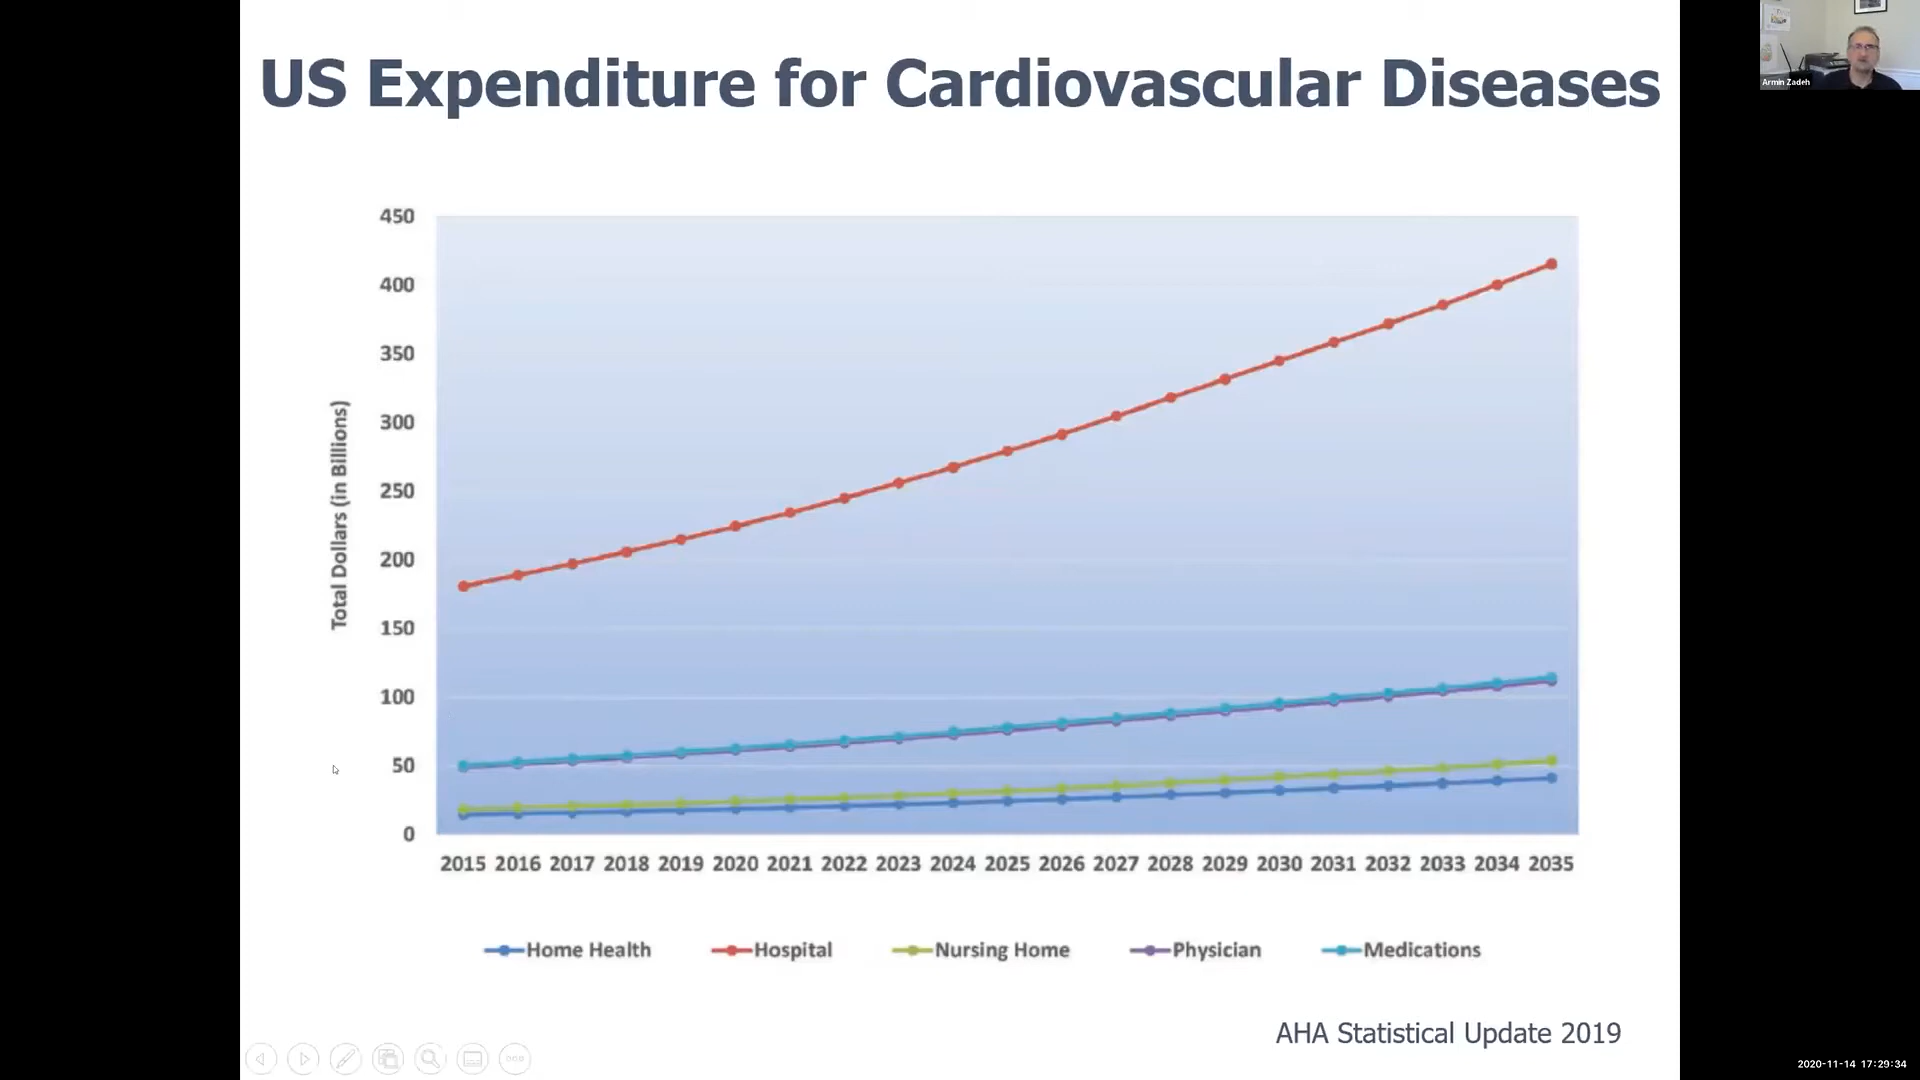 US Expenditure for Cardiovascular Diseases
Armin Zadeh
450
400
350
300
250
200
150
100
50
0
Total Dollars (in Billions)
2015 2016 2017 2018 2019 2020 2021 2022 2023 2024 2025 2026 2027 2028 2029 2030 2031 2032 2033 2034 2035
Home Health Hospital Nursing Home Physician Medications
AHA Statistical Update 2019
2020-11-14 17:29:34